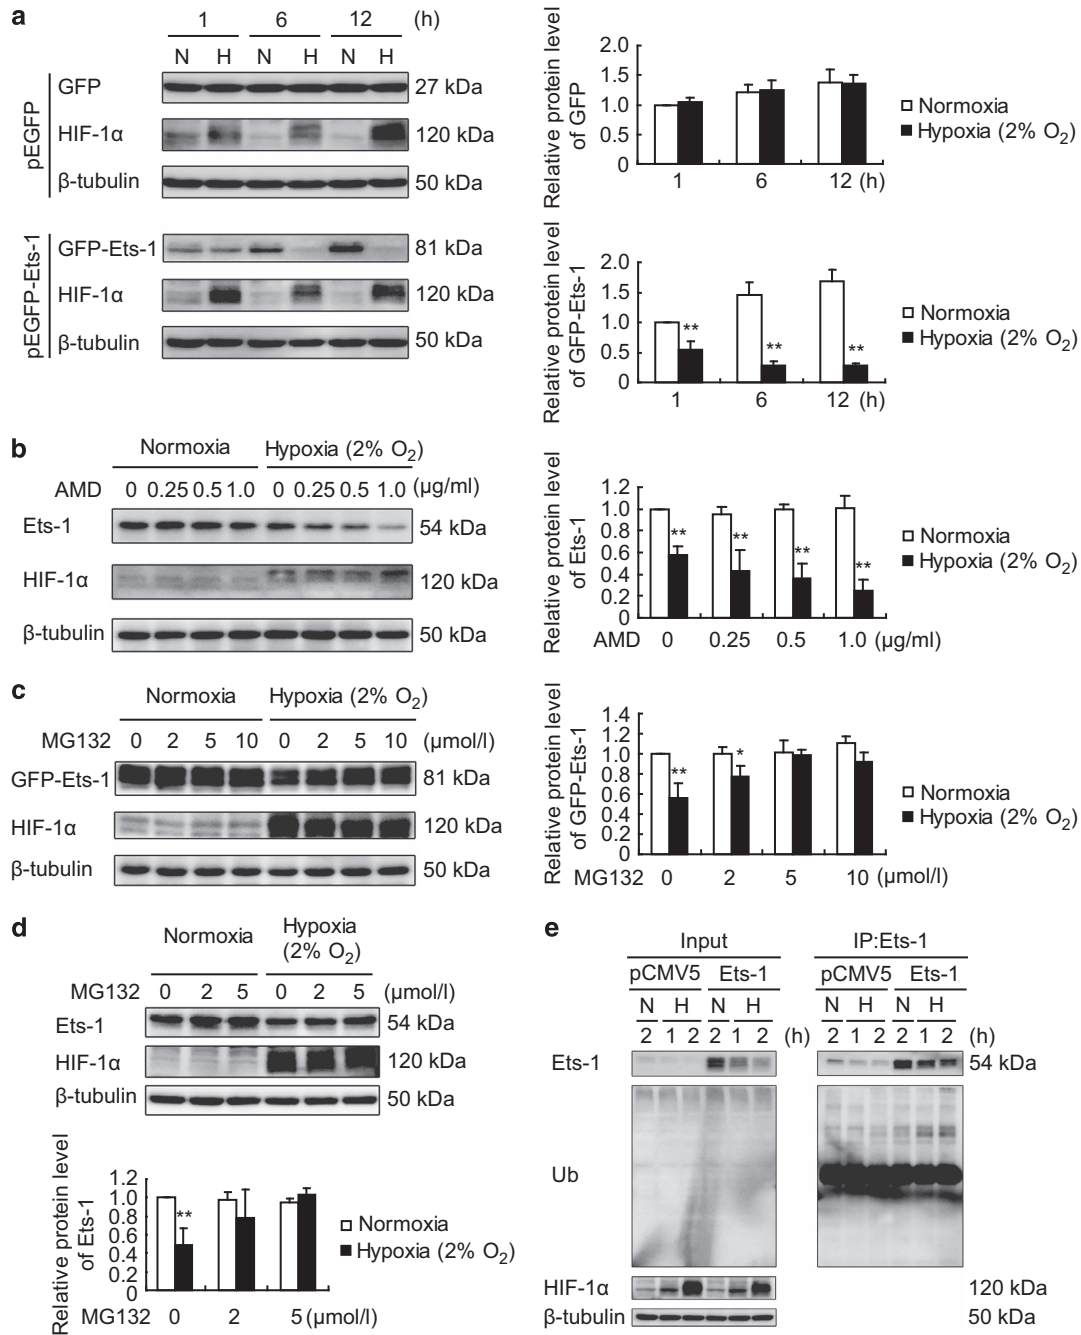 a
1 6 12 (h)
N H N H N H
pEGFP
GFP 27 kDa
HIF-1α 120 kDa
β-tubulin 50 kDa
pEGFP-Ets-1
GFP-Ets-1 81 kDa
HIF-1α 120 kDa
β-tubulin 50 kDa
Relative protein level
of GFP
2.0
1.5
1.0
0.5
0
1 6 12 (h)
Normoxia
Hypoxia (2% O2)
Relative protein level
of GFP-Ets-1
2.0
1.5
1.0
0.5
0
** ** **
1 6 12 (h)
Normoxia
Hypoxia (2% O2)
b
Normoxia Hypoxia (2% O2)
AMD 0 0.25 0.5 1.0 0 0.25 0.5 1.0 (µg/ml)
Ets-1 54 kDa
HIF-1α 120 kDa
β-tubulin 50 kDa
Relative protein level
of Ets-1
1.2
1.0
0.8
0.6
0.4
0.2
0
** ** ** **
AMD 0 0.25 0.5 1.0 (µg/ml)
Normoxia
Hypoxia (2% O2)
c
Normoxia Hypoxia (2% O2)
MG132 0 2 5 10 0 2 5 10 (µmol/l)
GFP-Ets-1 81 kDa
HIF-1α 120 kDa
β-tubulin 50 kDa
Relative protein level
of GFP-Ets-1
1.4
1.2
1.0
0.8
0.6
0.4
0.2
0
** *
MG132 0 2 5 10 (µmol/l)
Normoxia
Hypoxia (2% O2)
d
Normoxia Hypoxia
(2% O2)
MG132 0 2 5 0 2 5 (µmol/l)
Ets-1 54 kDa
HIF-1α 120 kDa
β-tubulin 50 kDa
Relative protein level
of Ets-1
1.2
1.0
0.8
0.6
0.4
0.2
0
**
MG132 0 2 5 (µmol/l)
Normoxia
Hypoxia (2% O2)
e
Input IP:Ets-1
pCMV5 Ets-1 pCMV5 Ets-1
N H N H N H N H
2 1 2 2 1 2 (h) 2 1 2 2 1 2 (h)
Ets-1 54 kDa
Ub
HIF-1α 120 kDa
β-tubulin 50 kDa